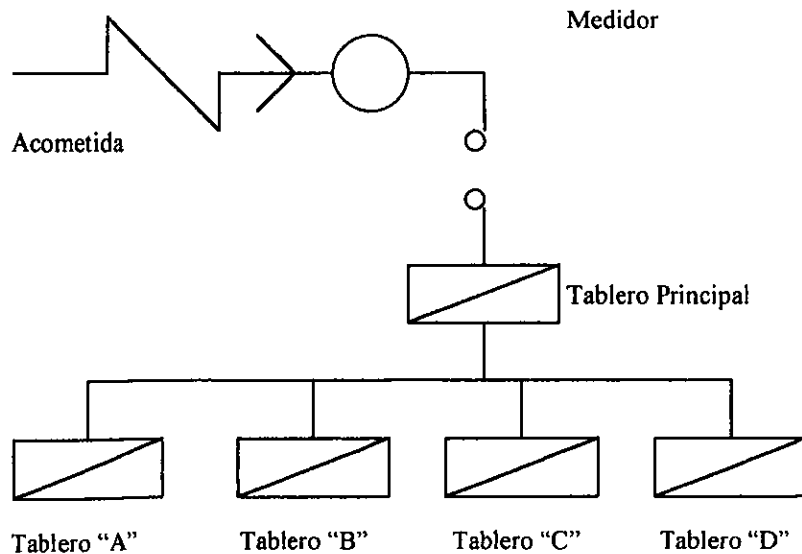 Medidor
Acometida
Tablero Principal
Tablero “A” Tablero “B” Tablero “C” Tablero “D”